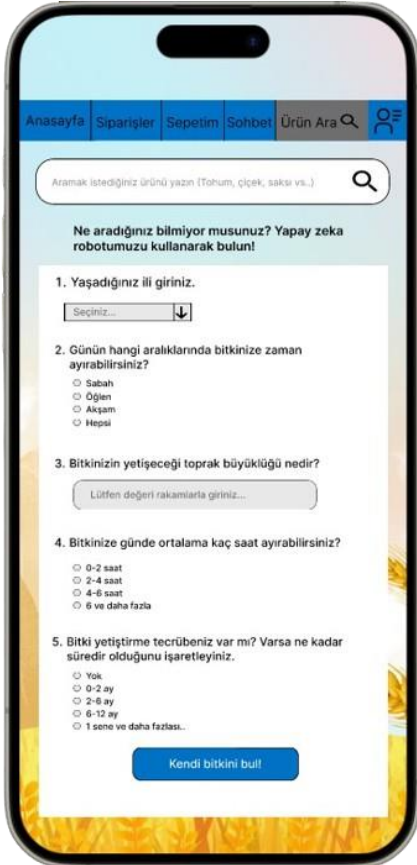 Anasayfa Siparişler Sepetim Sohbet Ürün Ara
Aramak istediğiniz ürünü yazın (Tohum, çiçek, saksı vs..)
Ne aradığınız bilmiyor musunuz? Yapay zeka
robotumuzu kullanarak bulun!
1. Yaşadığınız ili giriniz.
Seçiniz...
2. Günün hangi aralıklarında bitkinize zaman
ayırabilirsiniz?
Sabah
Öğlen
Akşam
Hepsi
3. Bitkinizin yetişeceği toprak büyüklüğü nedir?
Lütfen değeri rakamlarla giriniz...
4. Bitkinize günde ortalama kaç saat ayırabilirsiniz?
0-2 saat
2-4 saat
4-6 saat
6 ve daha fazla
5. Bitki yetiştirme tecrübeniz var mı? Varsa ne kadar
süredir olduğunu işaretleyiniz.
Yok
0-2 ay
2-6 ay
6-12 ay
1 sene ve daha fazlası..
Kendi bitkini bul!